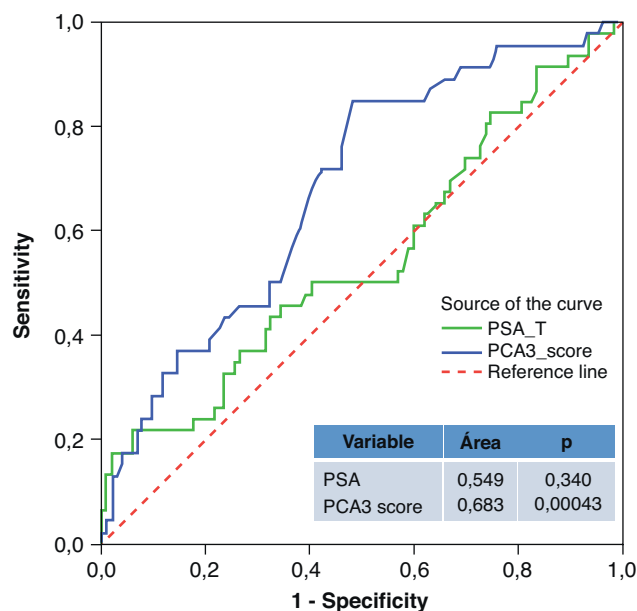 1,0
0,8
0,6
0,4
0,2
0,0
Sensitivity
Source of the curve
PSA_T
PCA3_score
Reference line
Variable Área p
PSA 0,549 0,340
PCA3 score 0,683 0,00043
0,0 0,2 0,4 0,6 0,8 1,0
1 - Specificity